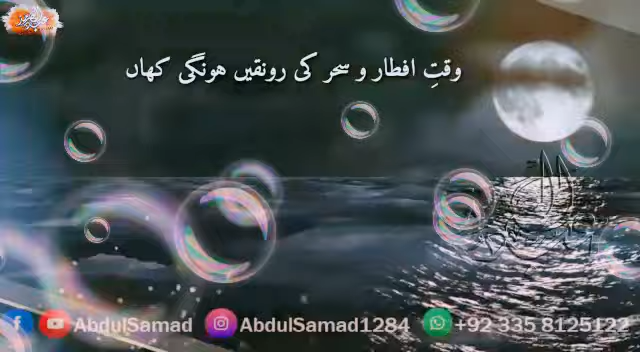 وقتِ افطار و سحر کی رونقیں ہونگی کہاں
AbdulSamad AbdulSamad1284 +92 335 8125122